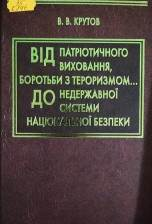 В. В. КРУТОВ
ВІД ПАТРІОТИЧНОГО
ВИХОВАННЯ,
БОРОТЬБИ З ТЕРОРИЗМОМ...
ДО НЕДЕРЖАВНОЇ
СИСТЕМИ
НАЦІОНАЛЬНОЇ БЕЗПЕКИ